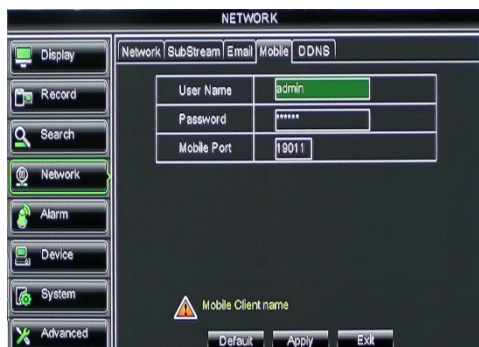 NETWORK
Display
Record
Search
Network
Alarm
Device
System
Advanced
Network SubStream Email Mobile DDNS
User Name admin
Password ******
Mobile Port 19011
Mobile Client name
Default Apply Exit